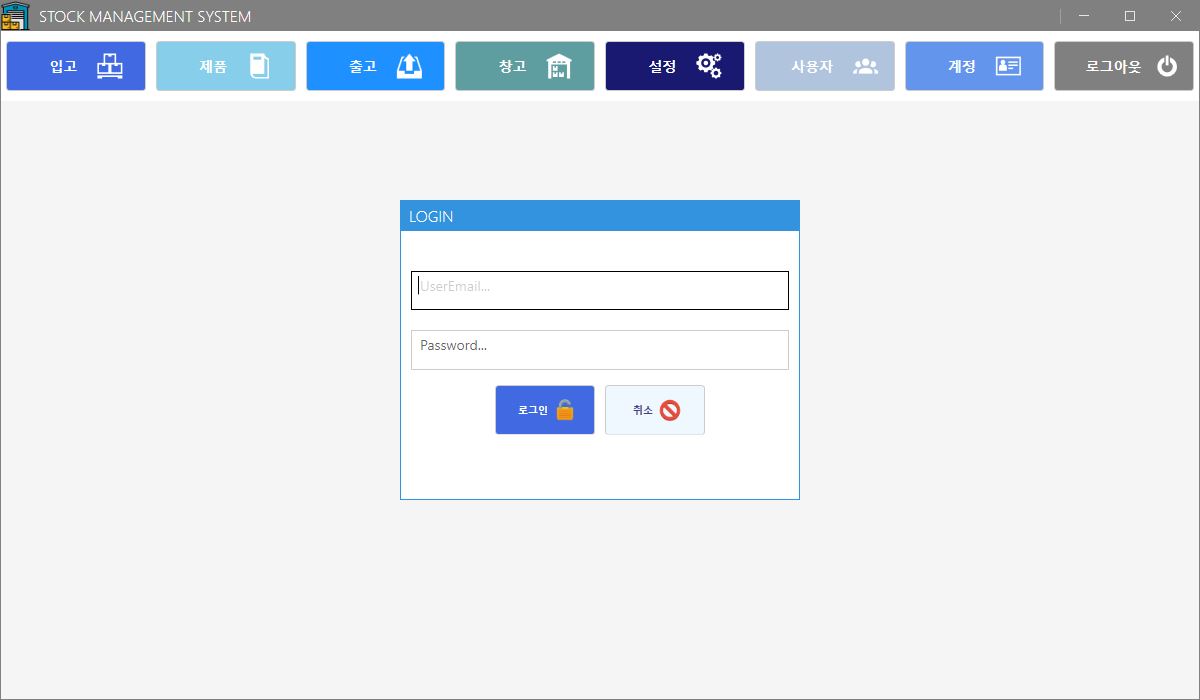 STOCK MANAGEMENT SYSTEM
입고 제품 출고 창고 설정 사용자 계정 로그아웃
LOGIN
UserEmail...
Password...
로그인 취소